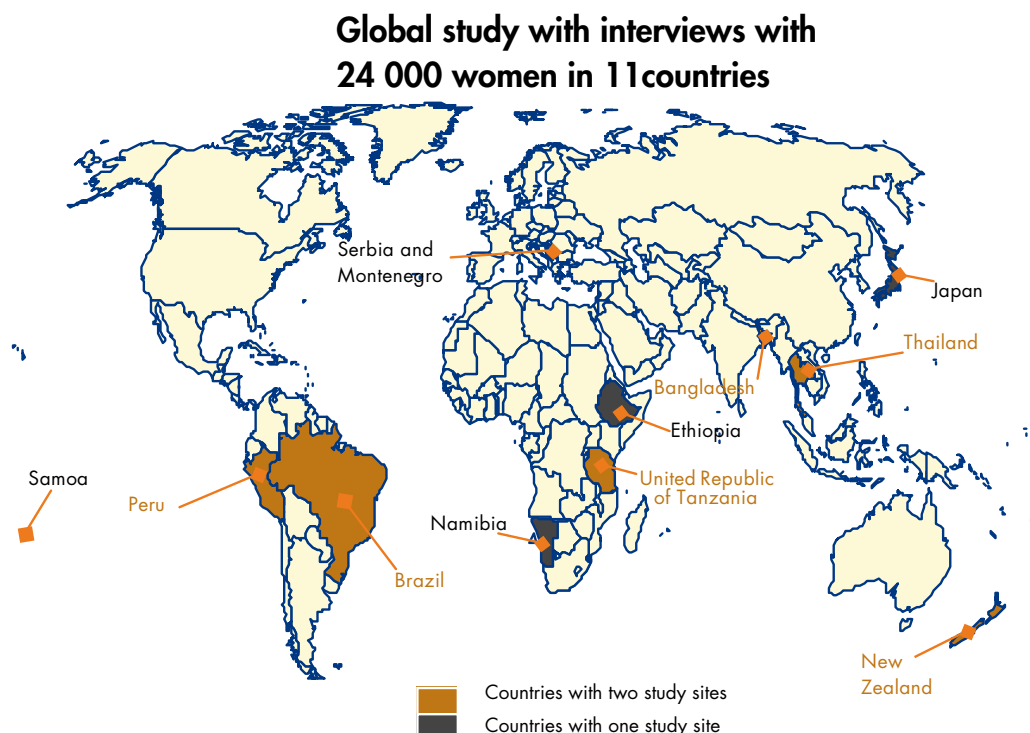 Global study with interviews with
24 000 women in 11countries
Serbia and
Montenegro
Japan
Thailand
Bangladesh
Ethiopia
Samoa
Peru
United Republic
of Tanzania
Namibia
Brazil
New
Zealand
Countries with two study sites
Countries with one study site